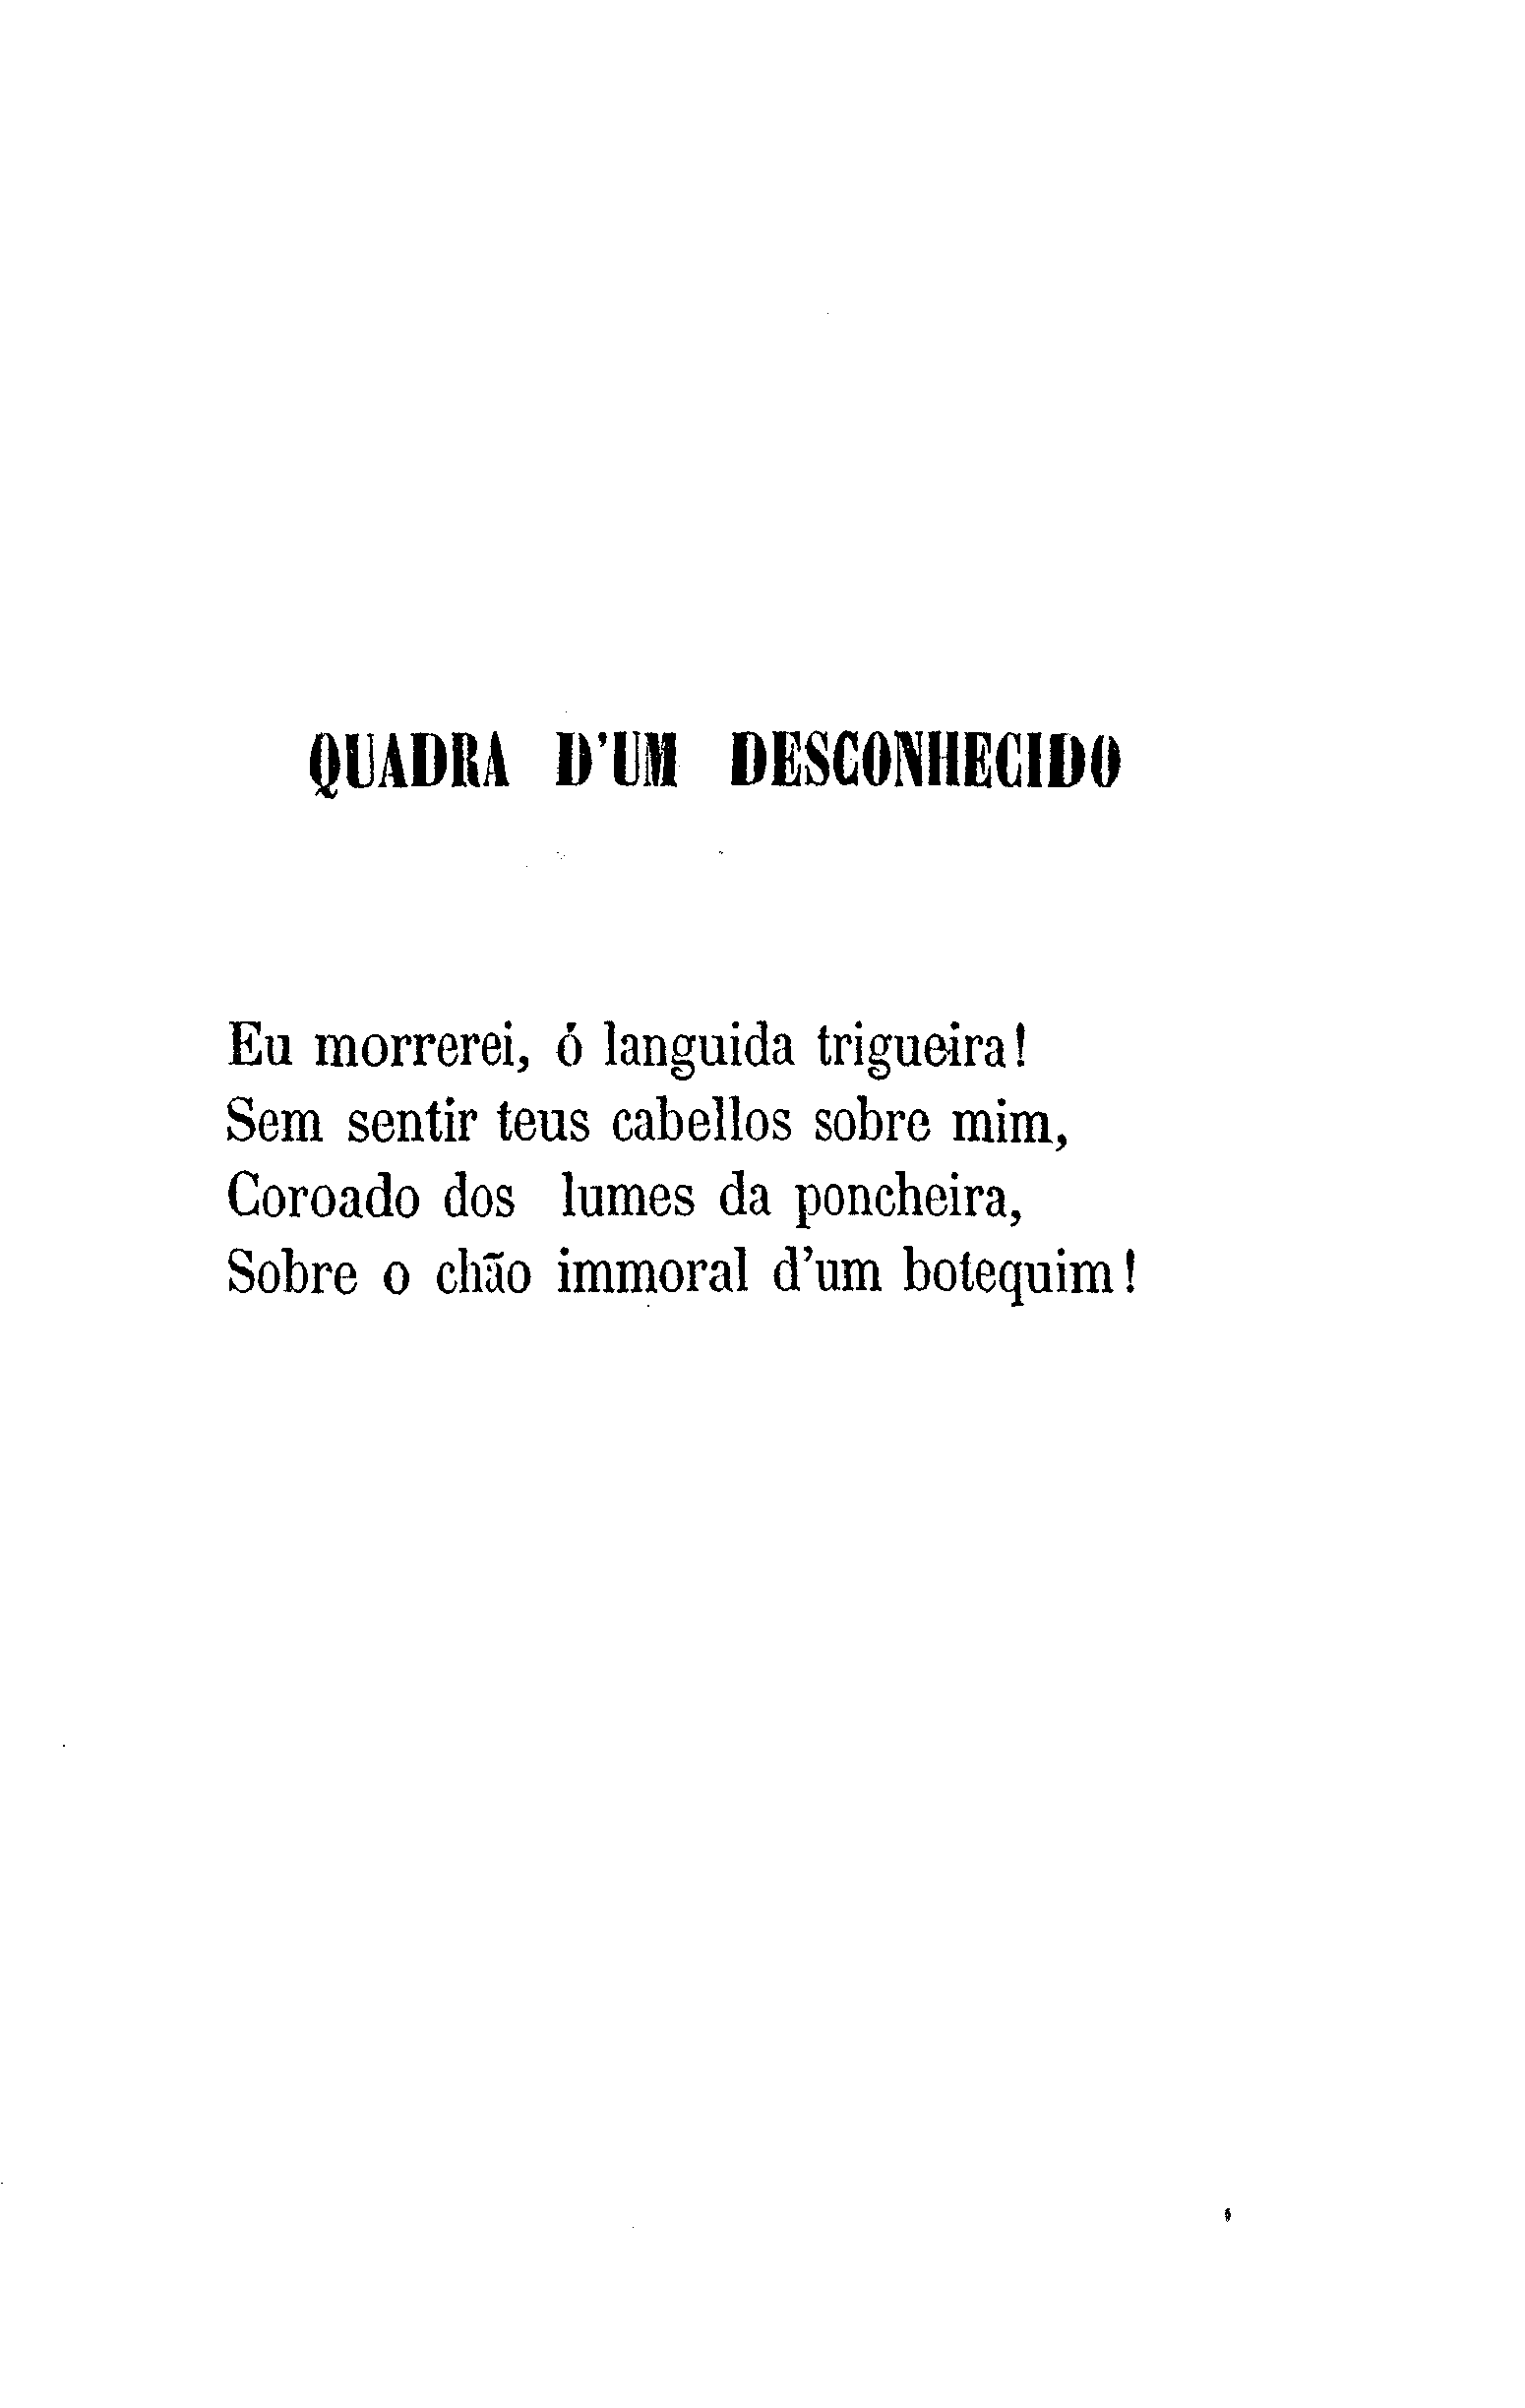 QUADRA D'UM DESCONHECIDO
Eu morrerei, ó languida trigueira!
Sem sentir teus cabellos sobre mim,
Coroado dos lumes da poncheira,
Sobre o chão immoral d'um botequim!